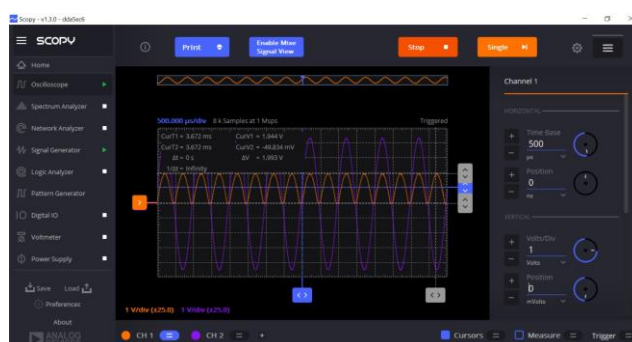 Scopy - v1.3.0 - ddaSec6
SCOPY
Print
Enable Mixe
Signal View
Stop
Single
Home
Oscilloscope
Spectrum Analyzer
Network Analyzer
Signal Generator
Logic Analyzer
Pattern Generator
Digital IO
Voltmeter
Power Supply
Save
Load
Preferences
About
ANALOG
500.000 µs/div 8 k Samples at 1 Msps
Triggered
CurT1 = 3.672 ms CurV1 = 1.944 V
CurT2 = 3.672 ms CurV2 = -49.834 mV
Δt = 0 s ΔV = 1.993 V
1/Δt = Infinity
1 V/div (±25.0) 1 V/div (±25.0)
CH 1
CH 2
+
Cursors
Measure
Trigger
Channel 1
HORIZONTAL
Time Base
500
µs
Position
0
ns
VERTICAL
Volts/Div
1
Volts
Position
0
mVolts